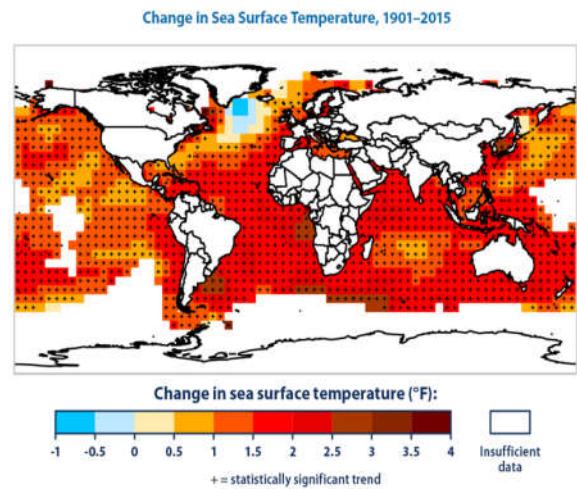 Change in Sea Surface Temperature, 1901–2015
Change in sea surface temperature (°F):
-1 -0.5 0 0.5 1 1.5 2 2.5 3 3.5 4
Insufficient
data
+ = statistically significant trend